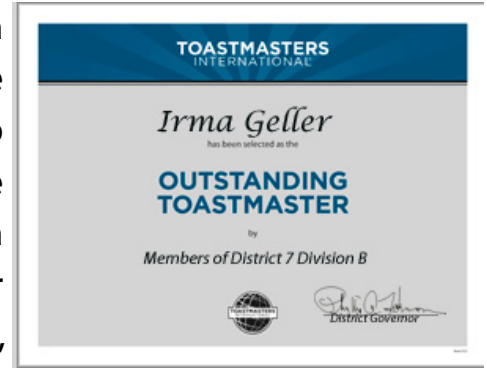 TOASTMASTERS
INTERNATIONAL
Irma Geller
has been selected as the
OUTSTANDING
TOASTMASTER
by
Members of District 7 Division B
TOASTMASTERS
District Governor